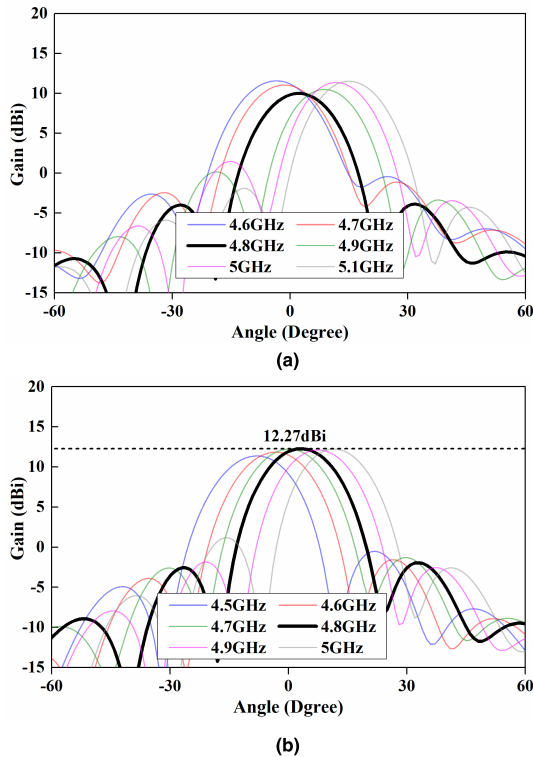 20
15
10
5
0
-5
-10
-15
Gain (dBi)
4.6GHz 4.7GHz
4.8GHz 4.9GHz
5GHz 5.1GHz
-60 -30 0 30 60
Angle (Degree)
(a)
20
15
10
5
0
-5
-10
-15
Gain (dBi)
12.27dBi
4.5GHz 4.6GHz
4.7GHz 4.8GHz
4.9GHz 5GHz
-60 -30 0 30 60
Angle (Dgree)
(b)